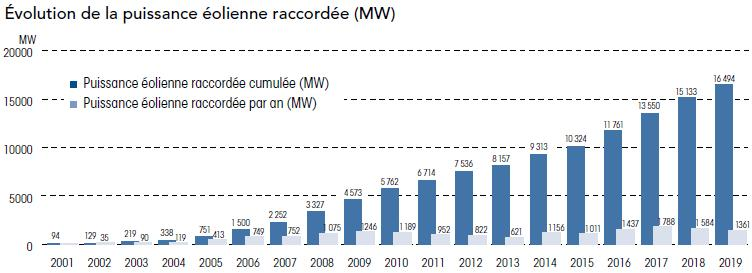 Évolution de la puissance éolienne raccordée (MW)
MW
20000
15000
10000
5000
0
Puissance éolienne raccordée cumulée (MW)
Puissance éolienne raccordée par an (MW)
94
129 35
219 90
338 119
751 413
1 500 749
2 252 752
3 327 1 075
4 573 1246
5 762 1 189
6 714 952
7 536 822
8 157 621
9 313 1156
10 324 1 011
11 761 1 437
13 550 1 788
15 133 1 584
16 494 1361
2001 2002 2003 2004 2005 2006 2007 2008 2009 2010 2011 2012 2013 2014 2015 2016 2017 2018 2019